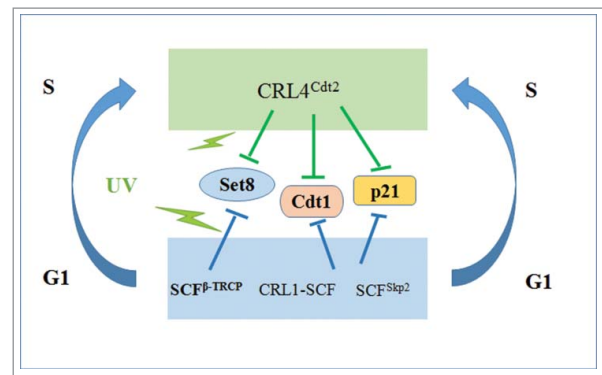 CRL4Cdt2
S
S
UV
Set8
Cdt1
p21
G1
SCFβ-TRCP
CRL1-SCF
SCFSkp2
G1